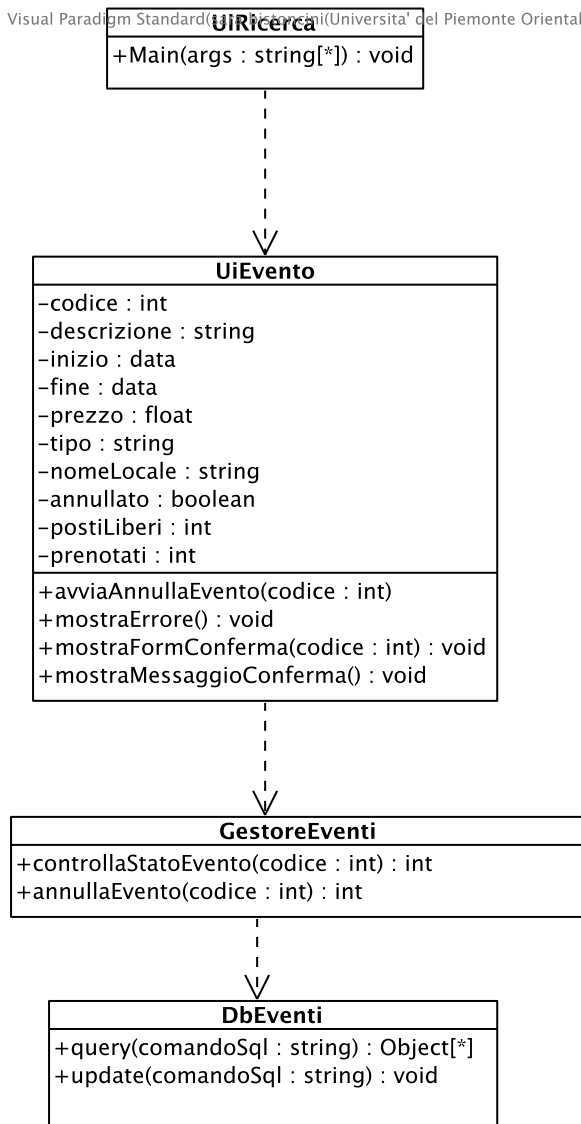 Visual Paradigm Standard(sara bistoncini(Universita' del Piemonte Oriental
UiRicerca
+Main(args : string[*]) : void
UiEvento
-codice : int
-descrizione : string
-inizio : data
-fine : data
-prezzo : float
-tipo : string
-nomeLocale : string
-annullato : boolean
-postiLiberi : int
-prenotati : int
+avviaAnnullaEvento(codice : int)
+mostraErrore() : void
+mostraFormConferma(codice : int) : void
+mostraMessaggioConferma() : void
GestoreEventi
+controllaStatoEvento(codice : int) : int
+annullaEvento(codice : int) : int
DbEventi
+query(comandoSql : string) : Object[*]
+update(comandoSql : string) : void